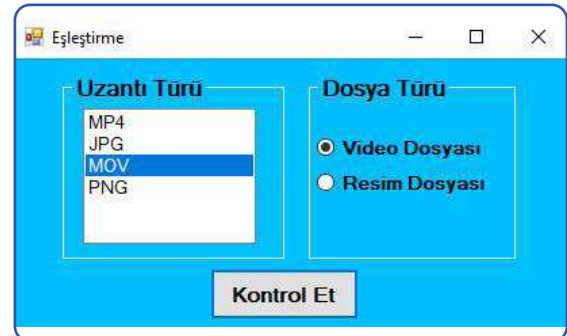 Eşleştirme
Uzantı Türü
MP4
JPG
MOV
PNG
Dosya Türü
Video Dosyası
Resim Dosyası
Kontrol Et